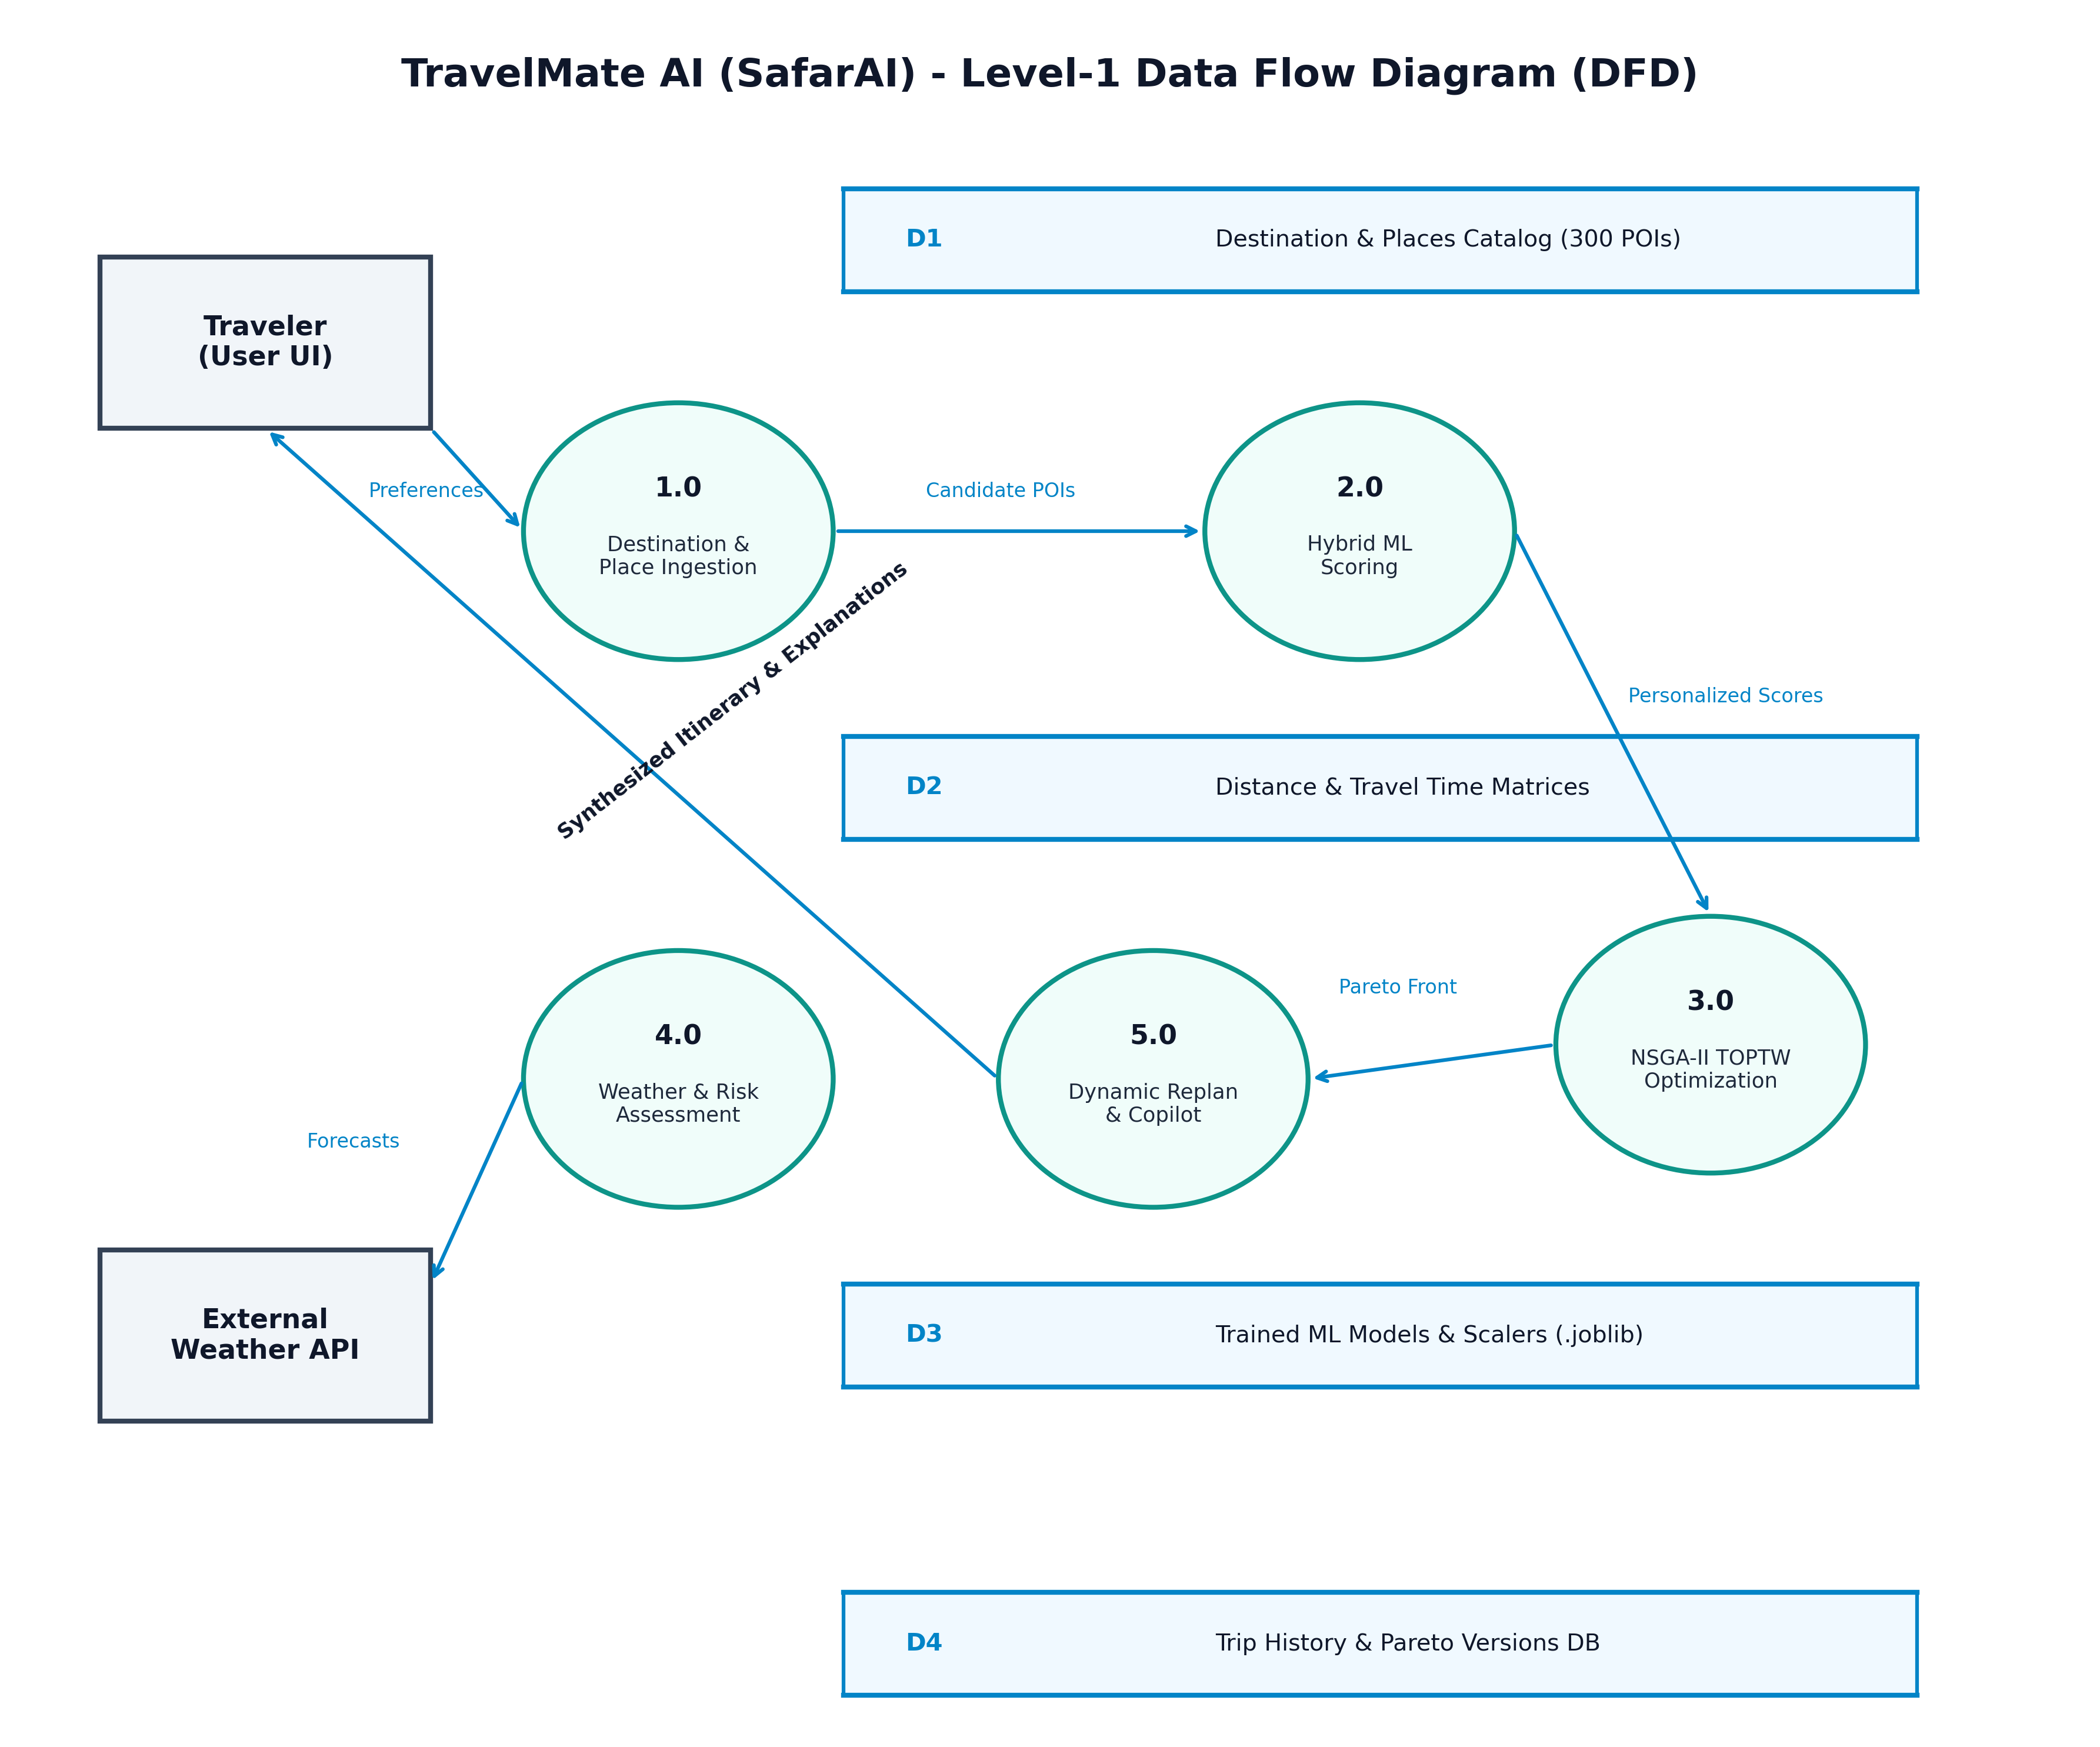 TravelMate AI (SafarAI) - Level-1 Data Flow Diagram (DFD)
D1
Destination & Places Catalog (300 POIs)
Traveler
(User UI)
Preferences
1.0
Destination &
Place Ingestion
Candidate POIs
2.0
Hybrid ML
Scoring
Synthesized Itinerary & Explanations
Personalized Scores
D2
Distance & Travel Time Matrices
4.0
Weather & Risk
Assessment
5.0
Dynamic Replan
& Copilot
Pareto Front
3.0
NSGA-II TOPTW
Optimization
Forecasts
External
Weather API
D3
Trained ML Models & Scalers (.joblib)
D4
Trip History & Pareto Versions DB